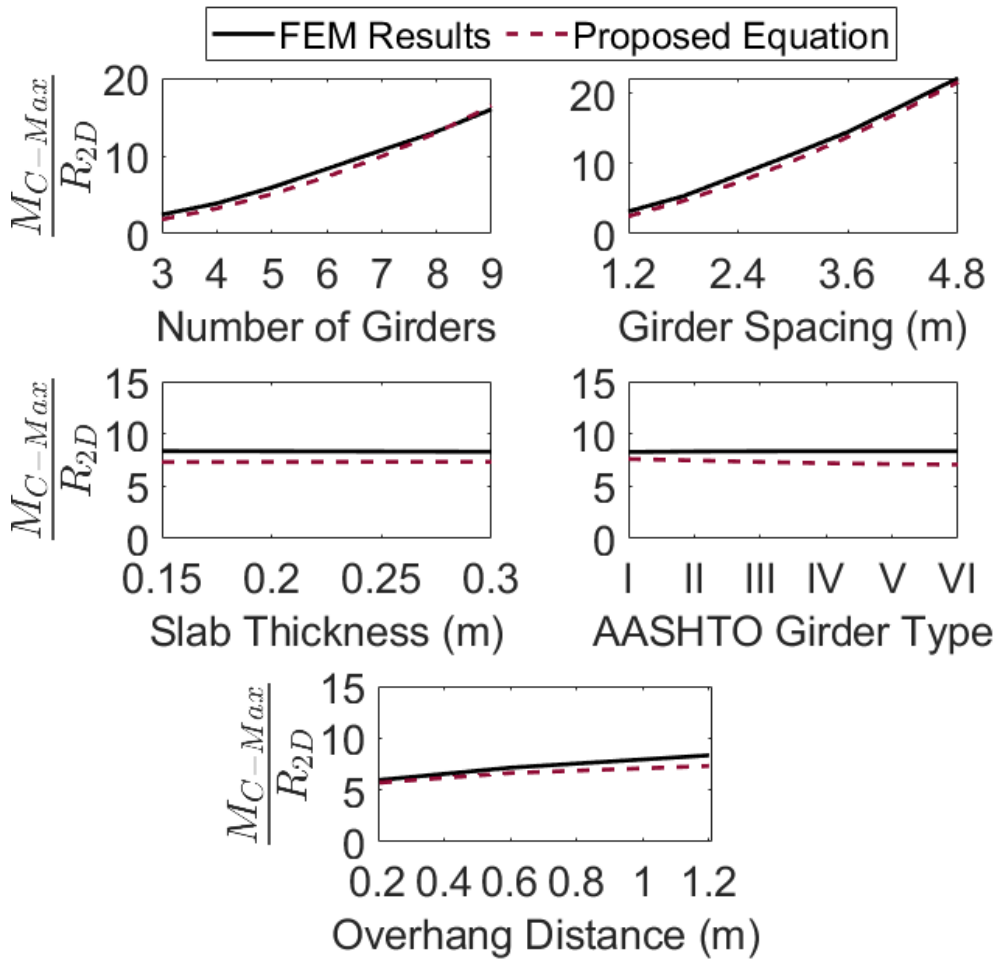 FEM Results Proposed Equation
M_{C-Max}
R_{2D}
20
10
0
3 4 5 6 7 8 9
Number of Girders
20
10
0
1.2 2.4 3.6 4.8
Girder Spacing (m)
M_{C-Max}
R_{2D}
15
10
5
0
0.15 0.2 0.25 0.3
Slab Thickness (m)
15
10
5
0
I II III IV V VI
AASHTO Girder Type
M_{C-Max}
R_{2D}
15
10
5
0
0.2 0.4 0.6 0.8 1 1.2
Overhang Distance (m)